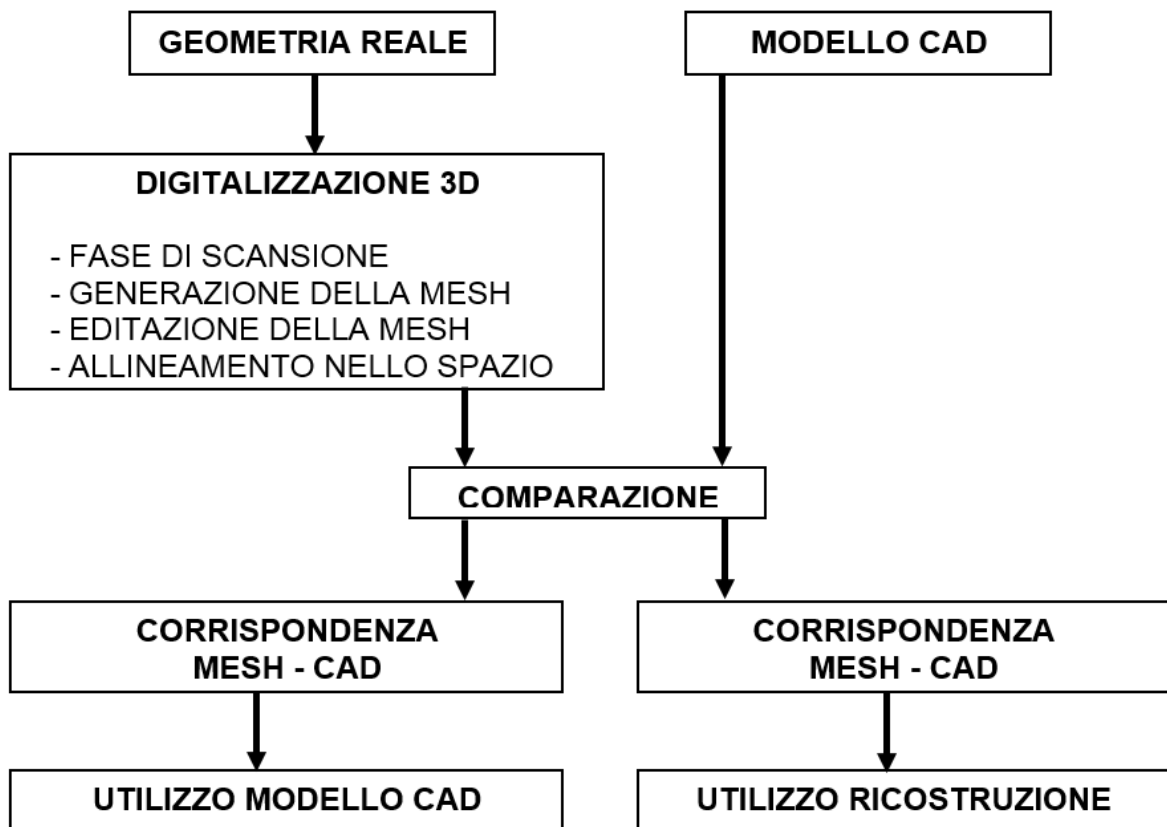 GEOMETRIA REALE
MODELLO CAD
DIGITALIZZAZIONE 3D
- FASE DI SCANSIONE
- GENERAZIONE DELLA MESH
- EDITAZIONE DELLA MESH
- ALLINEAMENTO NELLO SPAZIO
COMPARAZIONE
CORRISPONDENZA
MESH - CAD
CORRISPONDENZA
MESH - CAD
UTILIZZO MODELLO CAD
UTILIZZO RICOSTRUZIONE